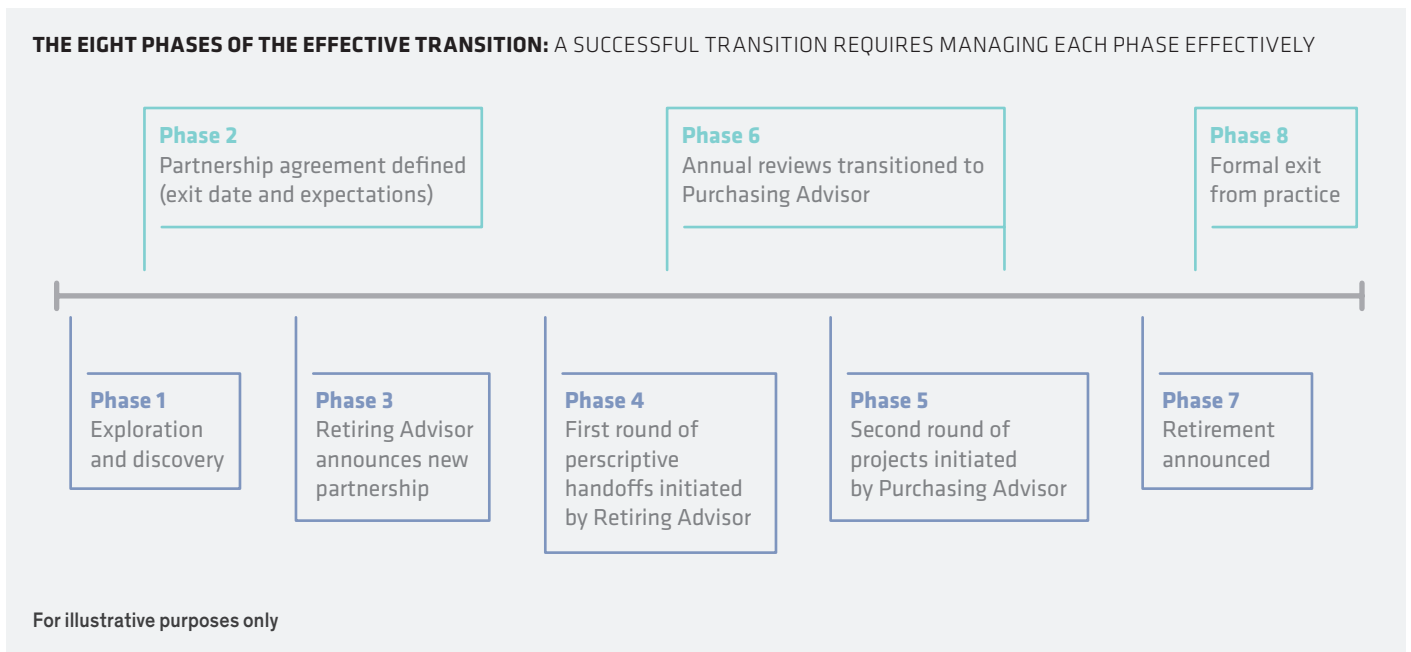 THE EIGHT PHASES OF THE EFFECTIVE TRANSITION: A SUCCESSFUL TRANSITION REQUIRES MANAGING EACH PHASE EFFECTIVELY
Phase 2
Partnership agreement defined
(exit date and expectations)
Phase 6
Annual reviews transitioned to
Purchasing Advisor
Phase 8
Formal exit
from practice
Phase 1
Exploration
and discovery
Phase 3
Retiring Advisor
announces new
partnership
Phase 4
First round of
perscriptive
handoffs initiated
by Retiring Advisor
Phase 5
Second round of
projects initiated
by Purchasing Advisor
Phase 7
Retirement
announced
For illustrative purposes only